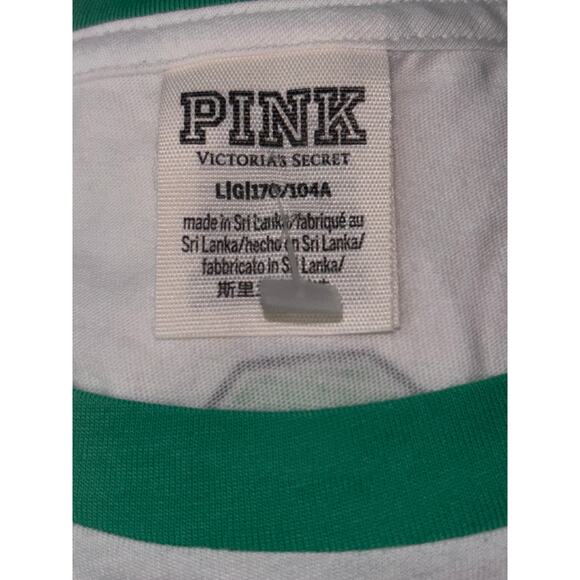 PINK
VICTORIA'S SECRET
L|G|170/104A
made in Sri Lanka/fabriqué au
Sri Lanka/hecho en Sri Lanka/
fabbricato in Sri Lanka/
斯里